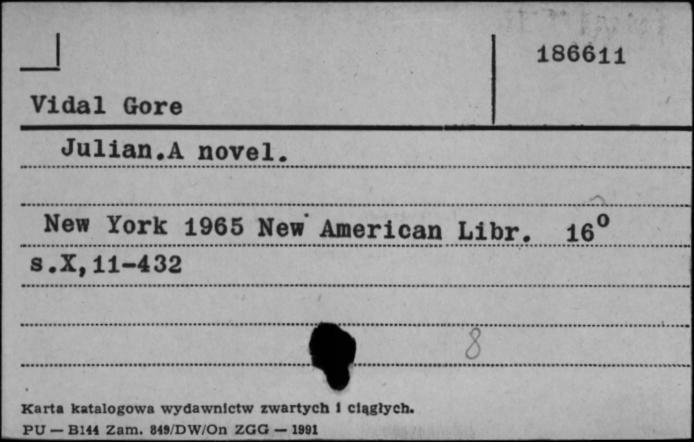 186611
Vidal Gore
Julian.A novel.
New York 1965 New American Libr. 16⁰
s.X,11-432
8
Karta katalogowa wydawnictw zwartych i ciągłych.
PU — B144 Zam. 849/DW/On ZGG — 1991